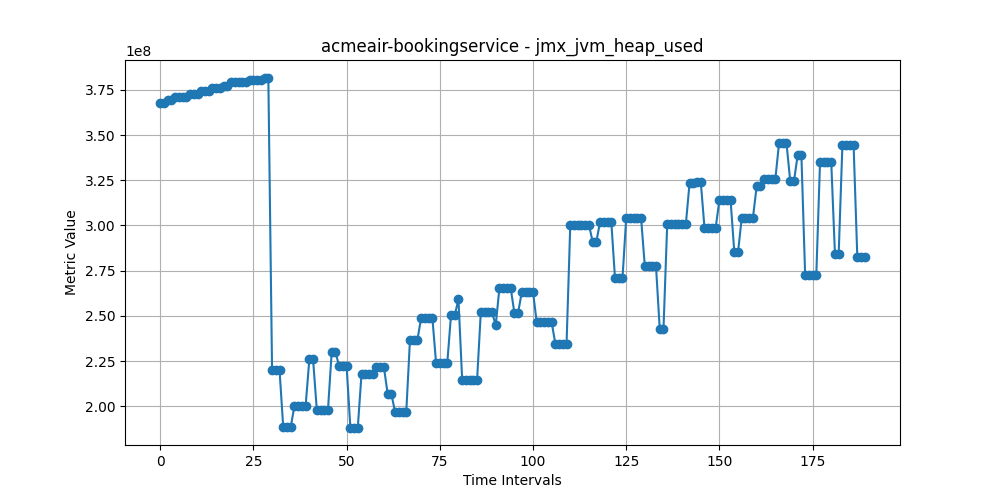 acmeair-bookingservice - jmx_jvm_heap_used
1e8
3.75
3.50
3.25
3.00
2.75
2.50
2.25
2.00
Metric Value
0 25 50 75 100 125 150 175
Time Intervals